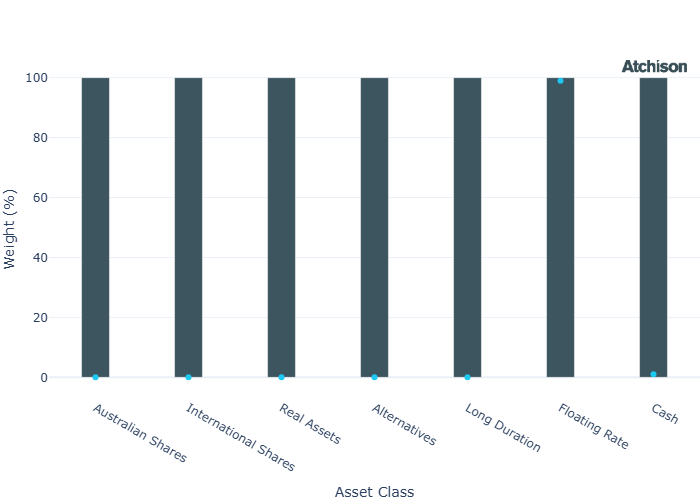 Atchison
100
80
60
40
20
0
Weight (%)
Australian Shares
International Shares
Real Assets
Alternatives
Long Duration
Floating Rate
Cash
Asset Class